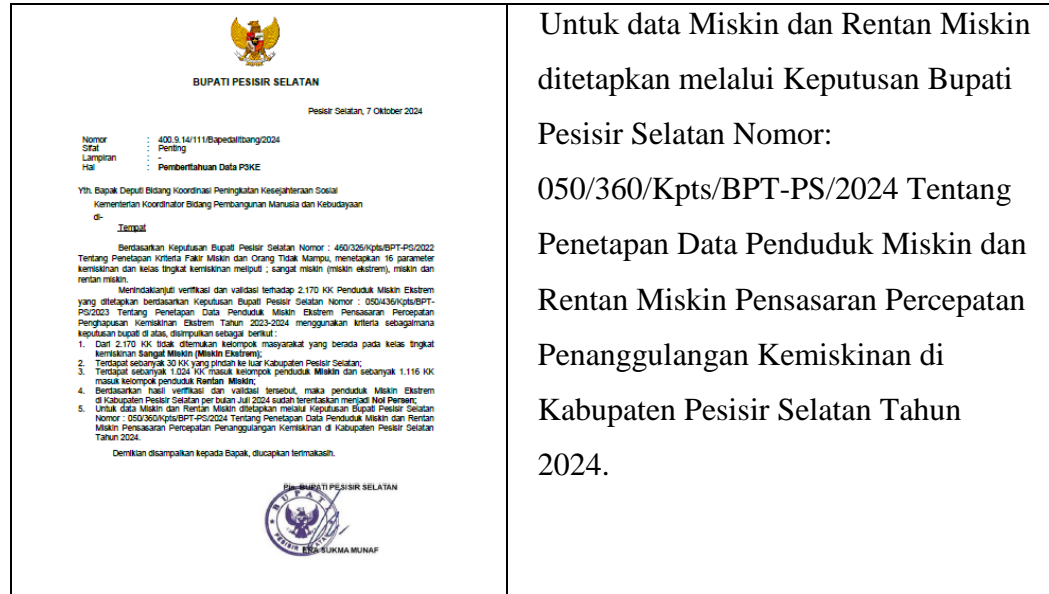 BUPATI PESISIR SELATAN
Pesisir Selatan, 7 Oktober 2024
Nomor : 400.9.14/111/Bapedalitbang/2024
Sifat : Penting
Lampiran : -
Hal : Pemberitahuan Data P3KE
Yth. Bapak Deputi Bidang Koordinasi Peningkatan Kesejahteraan Sosial
Kementerian Koordinator Bidang Pembangunan Manusia dan Kebudayaan
di-
Tempat
Berdasarkan Keputusan Bupati Pesisir Selatan Nomor : 460/326/Kpts/BPT-PS/2022
Tentang Penetapan Kriteria Fakir Miskin dan Orang Tidak Mampu, menetapkan 16 parameter
kemiskinan dan kelas tingkat kemiskinan meliputi ; sangat miskin (miskin ekstrem), miskin dan
rentan miskin.
Menindaklanjuti verifikasi dan validasi terhadap 2.170 KK Penduduk Miskin Ekstrem
yang ditetapkan berdasarkan Keputusan Bupati Pesisir Selatan Nomor : 050/436/Kpts/BPT-
PS/2023 Tentang Penetapan Data Penduduk Miskin Ekstrem Pensasaran Percepatan
Penghapusan Kemiskinan Ekstrem Tahun 2023-2024 menggunakan kriteria sebagaimana
keputusan bupati di atas, disimpulkan sebagai berikut :
1. Dari 2.170 KK tidak ditemukan kelompok masyarakat yang berada pada kelas tingkat
kemiskinan Sangat Miskin (Miskin Ekstrem);
2. Terdapat sebanyak 30 KK yang pindah ke luar Kabupaten Pesisir Selatan;
3. Terdapat sebanyak 1.024 KK masuk kelompok penduduk Miskin dan sebanyak 1.116 KK
masuk kelompok penduduk Rentan Miskin;
4. Berdasarkan hasil verifikasi dan validasi tersebut, maka penduduk Miskin Ekstrem
di Kabupaten Pesisir Selatan per bulan Juli 2024 sudah terentaskan menjadi Nol Persen;
5. Untuk data Miskin dan Rentan Miskin ditetapkan melalui Keputusan Bupati Pesisir Selatan
Nomor : 050/360/Kpts/BPT-PS/2024 Tentang Penetapan Data Penduduk Miskin dan Rentan
Miskin Pensasaran Percepatan Penanggulangan Kemiskinan di Kabupaten Pesisir Selatan
Tahun 2024.
Demikian disampaikan kepada Bapak, diucapkan terimakasih.
Pjs. BUPATI PESISIR SELATAN
BUPATI
PESISIR SELATAN
ERA SUKMA MUNAF
Untuk data Miskin dan Rentan Miskin
ditetapkan melalui Keputusan Bupati
Pesisir Selatan Nomor:
050/360/Kpts/BPT-PS/2024 Tentang
Penetapan Data Penduduk Miskin dan
Rentan Miskin Pensasaran Percepatan
Penanggulangan Kemiskinan di
Kabupaten Pesisir Selatan Tahun
2024.